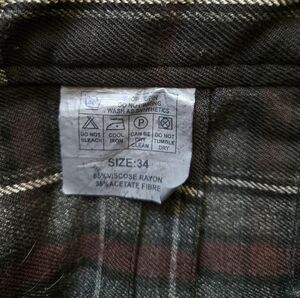 DO NOT WRING
WASH AS SYNTHETICS
DO NOT BLEACH
COOL IRON
P
CAN BE DRY CLEAN
DO NOT TUMBLE DRY
SIZE:34
65%VISCOSE RAYON
35%ACETATE FIBRE